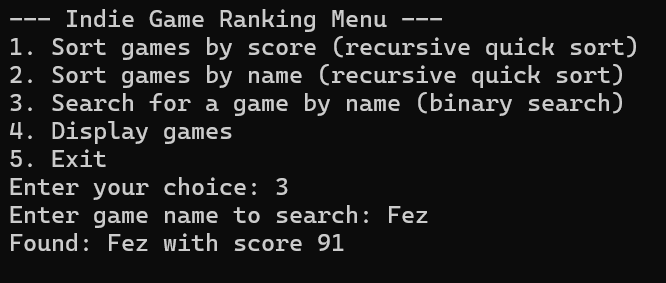 --- Indie Game Ranking Menu ---
1. Sort games by score (recursive quick sort)
2. Sort games by name (recursive quick sort)
3. Search for a game by name (binary search)
4. Display games
5. Exit
Enter your choice: 3
Enter game name to search: Fez
Found: Fez with score 91